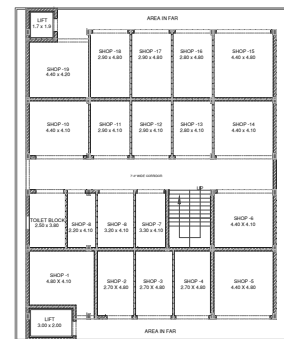 AREA IN FAR
LIFT
1.7 x 1.9
SHOP -18
2.90 x 4.80
SHOP -17
2.90 x 4.80
SHOP -16
2.80 x 4.80
SHOP -15
4.40 x 4.80
SHOP -19
4.40 x 4.20
SHOP -10
4.40 x 4.10
SHOP -11
2.90 x 4.10
SHOP -12
2.90 x 4.10
SHOP -13
2.80 x 4.10
SHOP -14
4.40 x 4.10
UP
TOILET BLOCK
2.50 x 3.80
SHOP -9
2.20 x 4.10
SHOP -8
3.20 x 4.10
SHOP -7
3.30 x 4.10
SHOP -6
4.40 X 4.10
SHOP -1
4.80 X 4.10
SHOP -2
2.70 X 4.80
SHOP -3
2.70 X 4.80
SHOP -4
2.70 X 4.80
SHOP -5
4.40 X 4.80
LIFT
3.00 x 2.00
AREA IN FAR